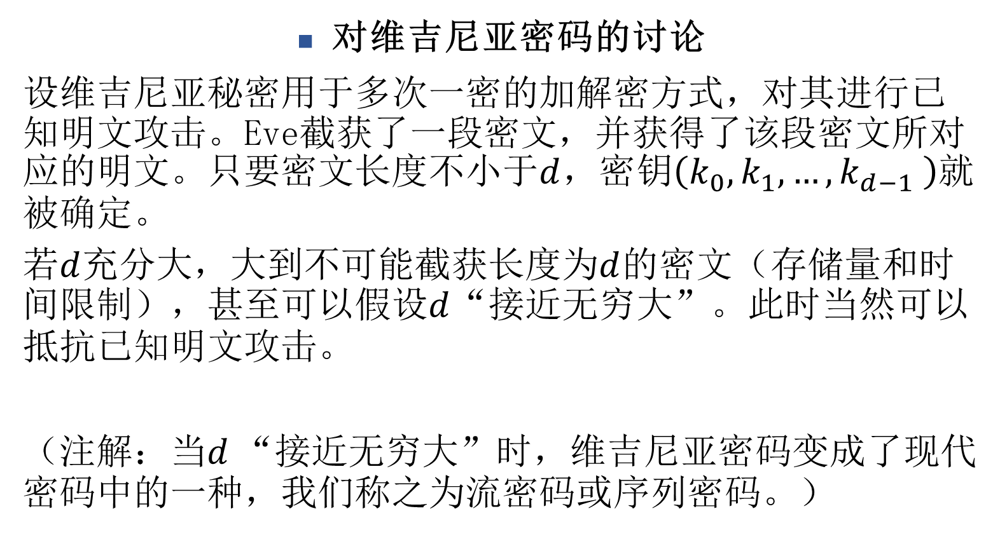 ■ 对维吉尼亚密码的讨论
设维吉尼亚秘密用于多次一密的加解密方式，对其进行已
知明文攻击。Eve截获了一段密文，并获得了该段密文所对
应的明文。只要密文长度不小于d，密钥(k₀, k₁, … , k_{d−1} )就
被确定。
若d充分大，大到不可能截获长度为d的密文（存储量和时
间限制），甚至可以假设d“接近无穷大”。此时当然可以
抵抗已知明文攻击。
（注解：当d“接近无穷大”时，维吉尼亚密码变成了现代
密码中的一种，我们称之为流密码或序列密码。）